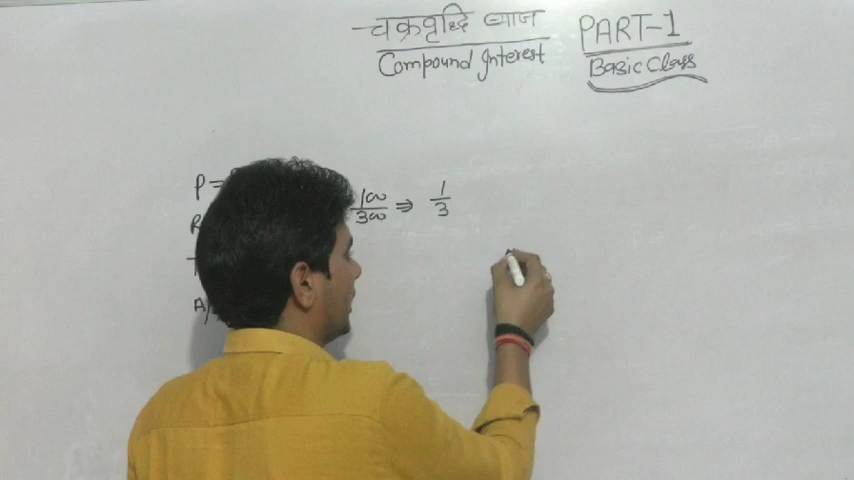 चक्रवृद्धि ब्याज
Compound Interest
PART-1
Basic Class
P=
R
100/300 ⇒ 1/3
T
A/